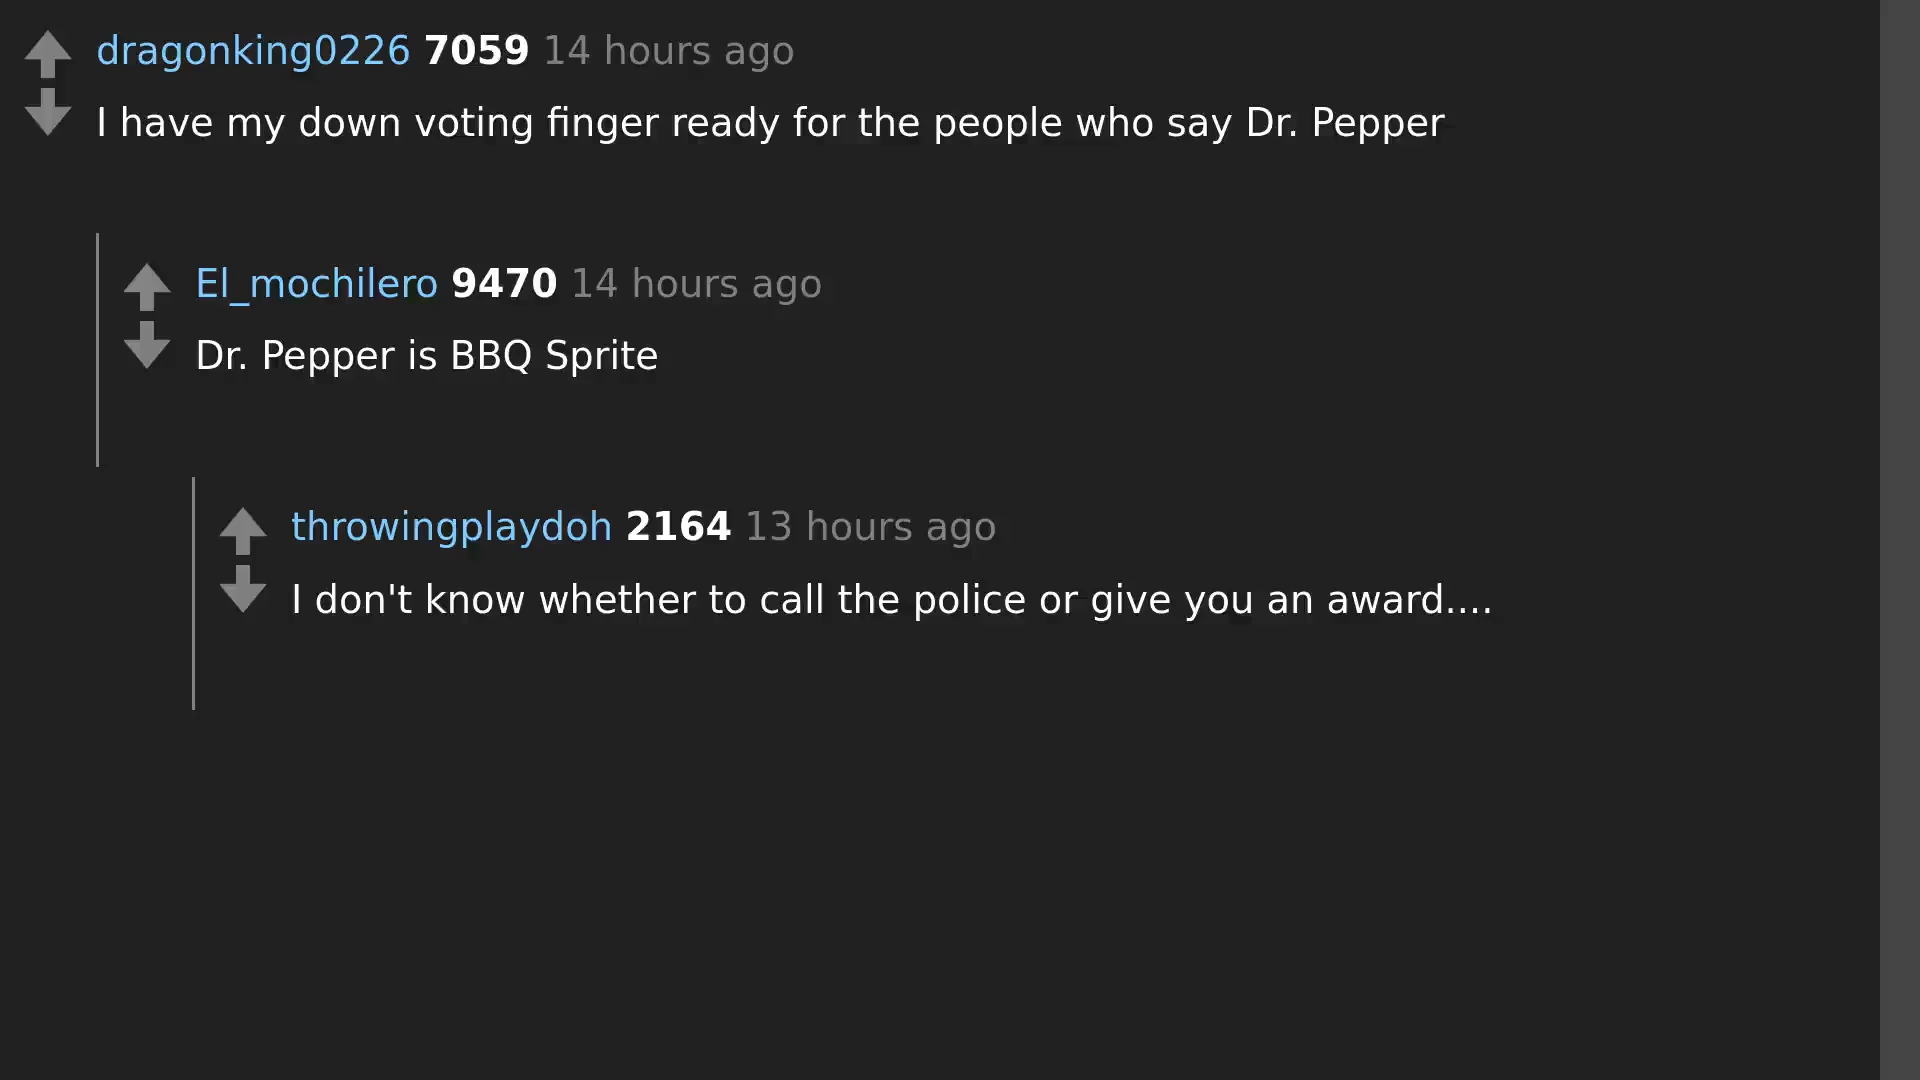 dragonking0226 7059 14 hours ago
I have my down voting finger ready for the people who say Dr. Pepper
El_mochilero 9470 14 hours ago
Dr. Pepper is BBQ Sprite
throwingplaydoh 2164 13 hours ago
I don't know whether to call the police or give you an award....